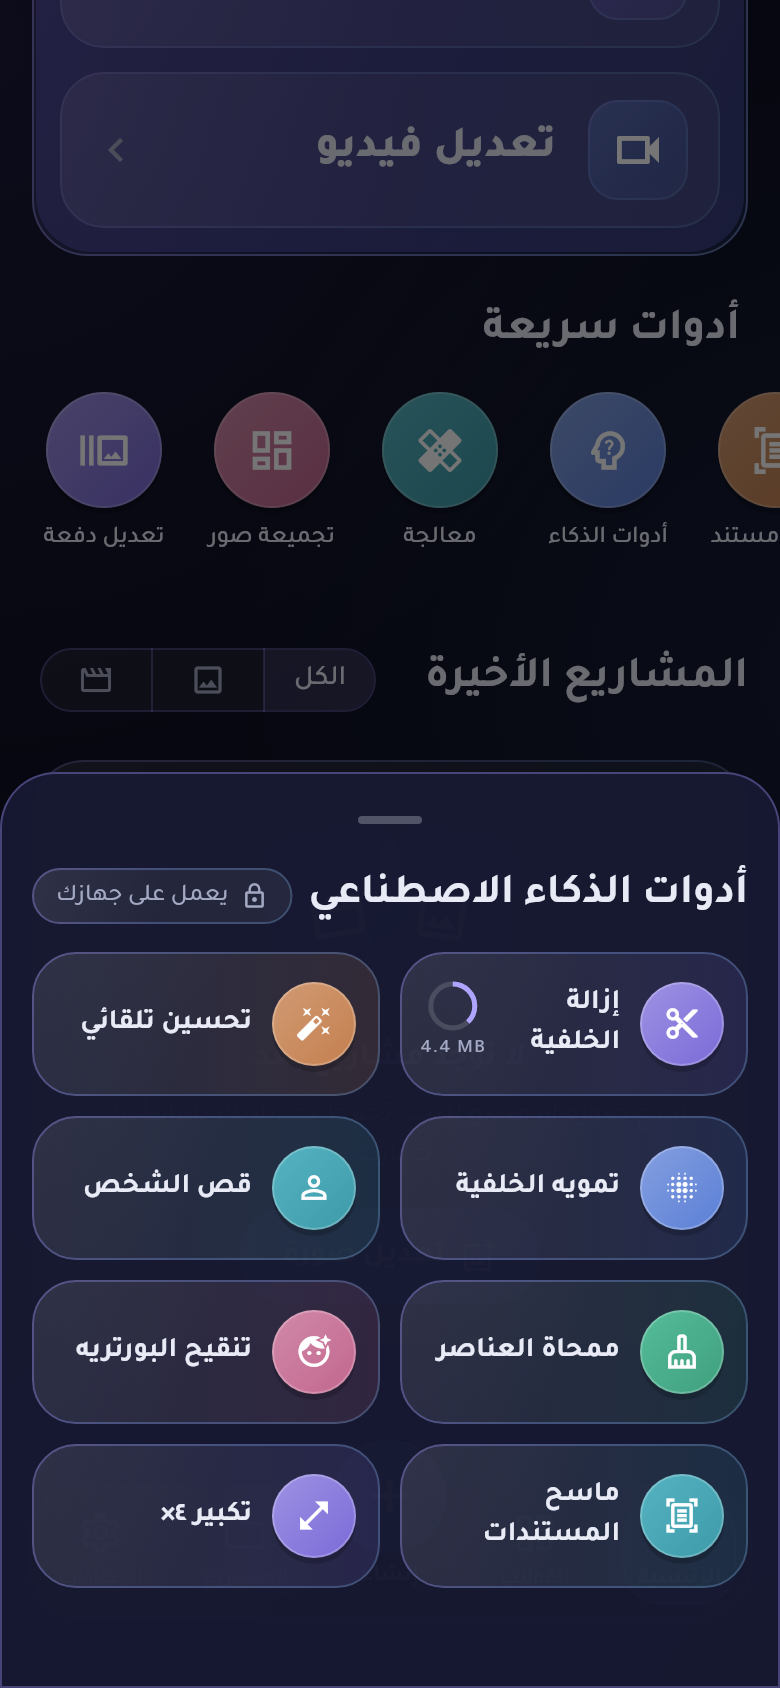 تعديل فيديو
أدوات سريعة
مستند
أدوات الذكاء
معالجة
تجميعة صور
تعديل دفعة
المشاريع الأخيرة
الكل
أدوات الذكاء الاصطناعي
يعمل على جهازك
إزالة
الخلفية
4.4 MB
تحسين تلقائي
تمويه الخلفية
قص الشخص
ممحاة العناصر
تنقيح البورتريه
ماسح
المستندات
تكبير ٤×